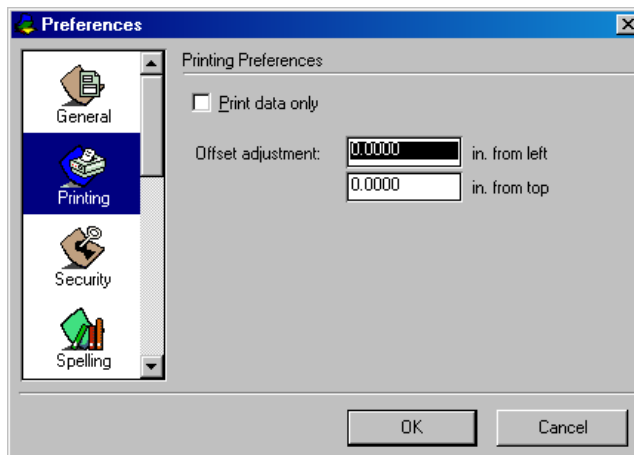 Preferences
General
Printing
Security
Spelling
Printing Preferences
Print data only
Offset adjustment: 0.0000 in. from left
0.0000 in. from top
OK Cancel